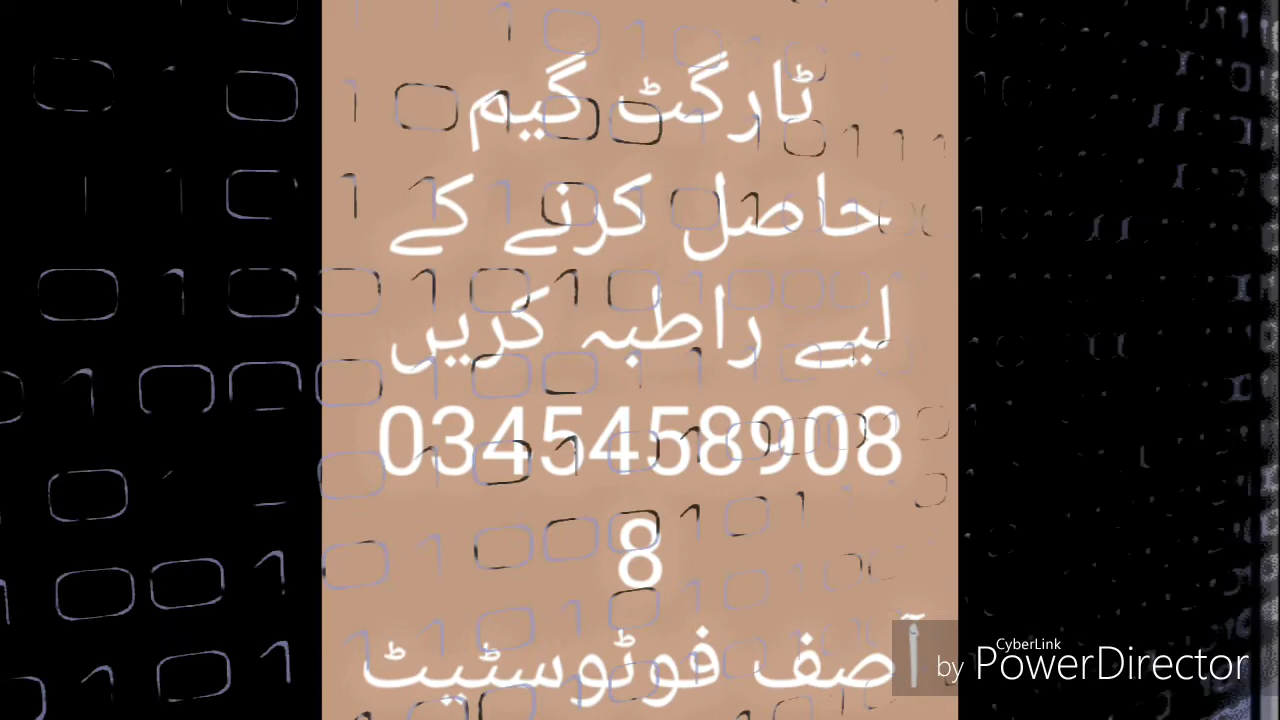 ٹارگٹ گیم
حاصل کرنے کے
لیے راطبہ کریں
0345458908
8
آصف فوٹوسٹیٹ
by CyberLink PowerDirector